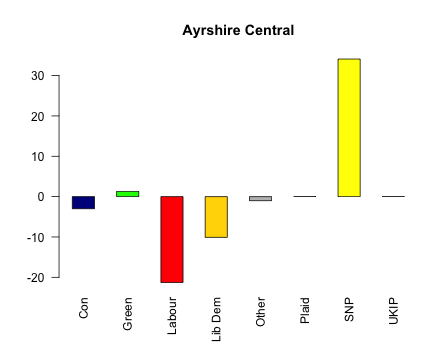 Ayrshire Central
30
20
10
0
-10
-20
Con
Green
Labour
Lib Dem
Other
Plaid
SNP
UKIP